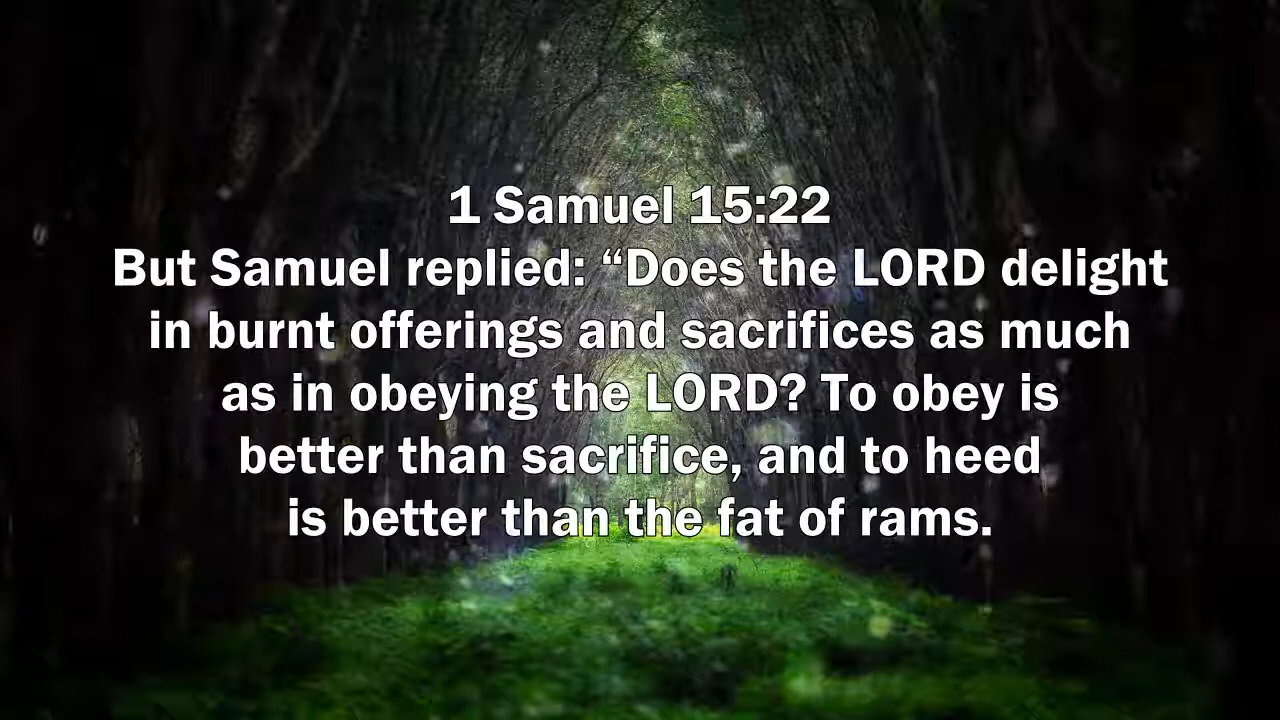 1 Samuel 15:22
But Samuel replied: “Does the LORD delight
in burnt offerings and sacrifices as much
as in obeying the LORD? To obey is
better than sacrifice, and to heed
is better than the fat of rams.